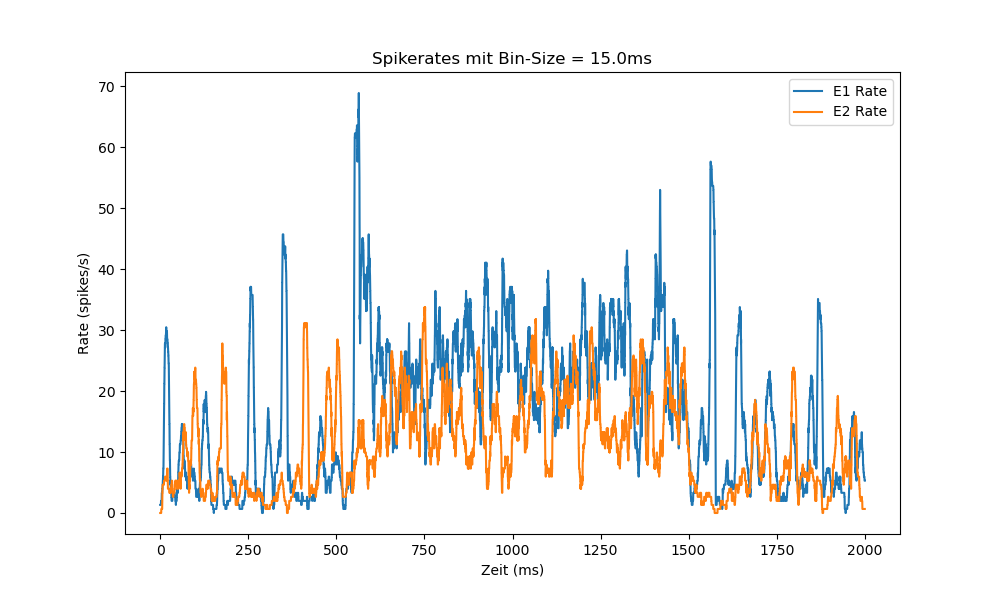 Spikerates mit Bin-Size = 15.0ms
E1 Rate
E2 Rate
70
60
50
40
30
20
10
0
Rate (spikes/s)
0 250 500 750 1000 1250 1500 1750 2000
Zeit (ms)